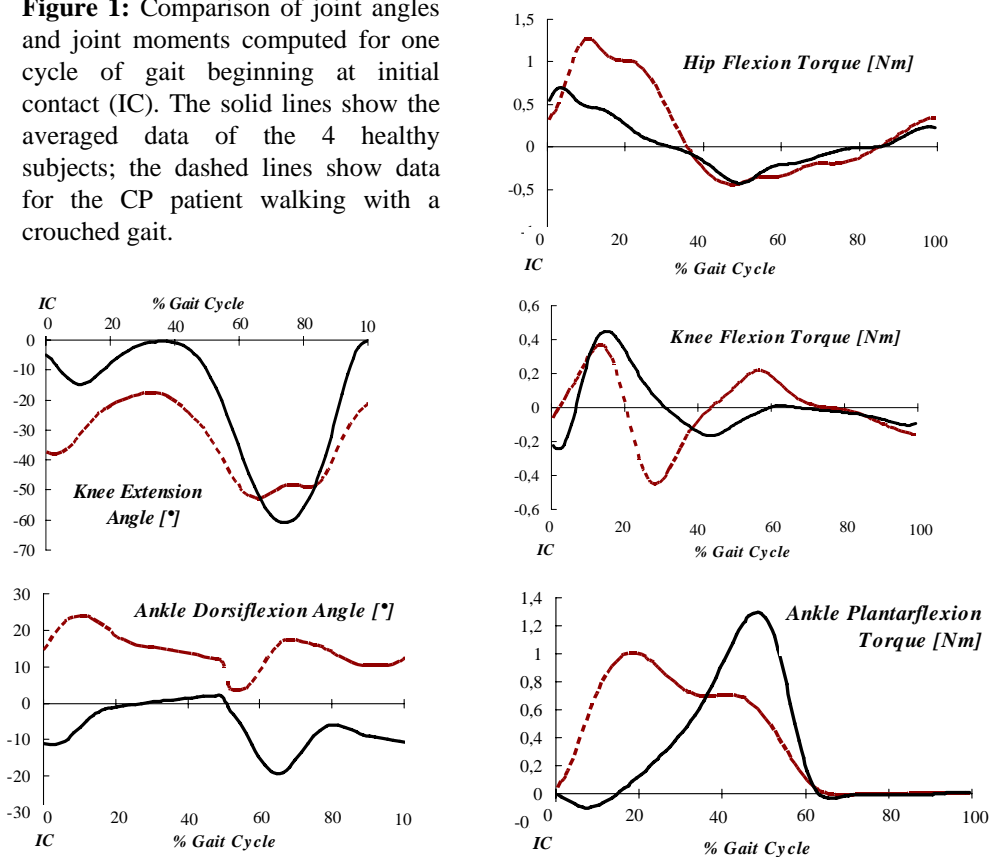 Figure 1: Comparison of joint angles
and joint moments computed for one
cycle of gait beginning at initial
contact (IC). The solid lines show the
averaged data of the 4 healthy
subjects; the dashed lines show data
for the CP patient walking with a
crouched gait.
Hip Flexion Torque [Nm]
1,5
1
0,5
0
-0,5
0 20 40 60 80 100
IC
% Gait Cycle
IC % Gait Cycle
0 20 40 60 80 10
0
-10
-20
-30
-40
-50
-60
-70
Knee Extension
Angle [°]
Knee Flexion Torque [Nm]
0,6
0,4
0,2
0
-0,2
-0,4
-0,6
0 20 40 60 80 100
IC
% Gait Cycle
Ankle Dorsiflexion Angle [°]
30
20
10
0
-10
-20
-30
0 20 40 60 80 10
IC % Gait Cycle
Ankle Plantarflexion
Torque [Nm]
1,4
1,2
1
0,8
0,6
0,4
0,2
0
-0
0 20 40 60 80 100
IC
% Gait Cycle